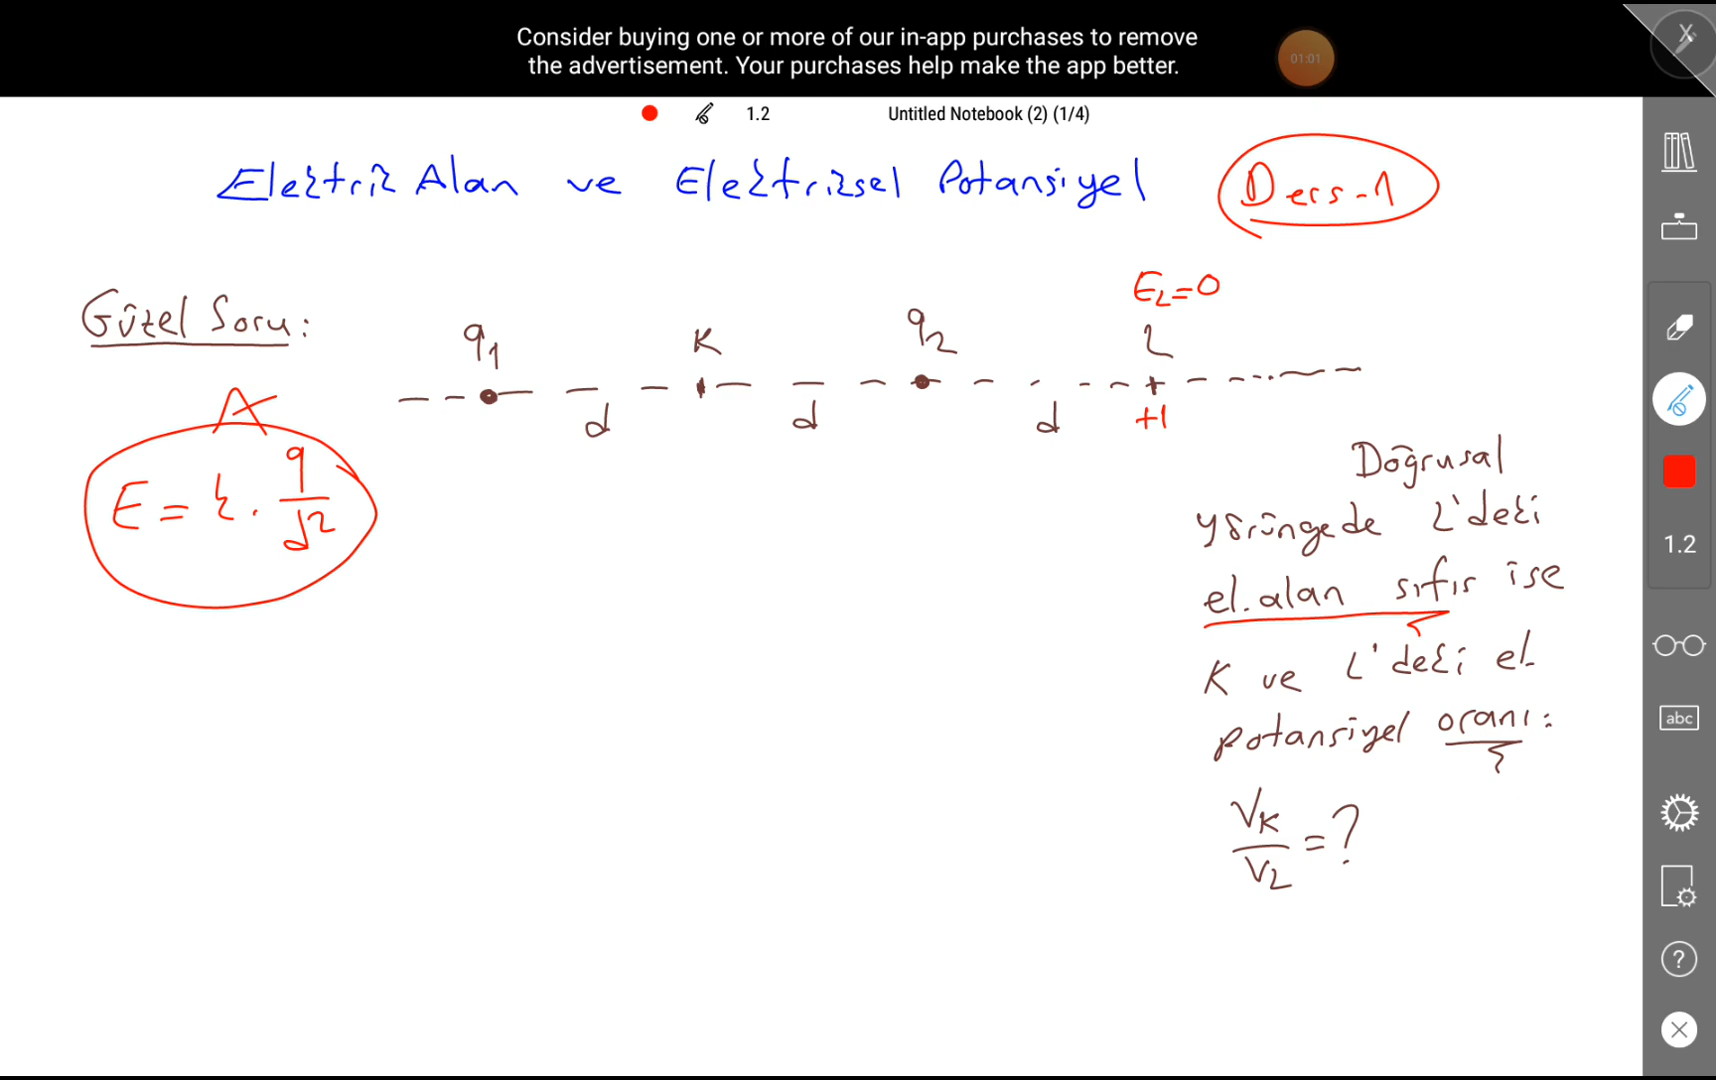 Consider buying one or more of our in-app purchases to remove
the advertisement. Your purchases help make the app better.
01:01
X
1.2 Untitled Notebook (2) (1/4)
Elektrik Alan ve Elektriksel Potansiyel Ders-1
Güzel Soru:
E_L=0
q1 K q2 L
d d d +1
E = k . q/d²
Doğrusal
yörüngede L'deki
el.alan sıfır ise
K ve L'deki el
potansiyel oranı:
V_K/V_L = ?
1.2
abc
?